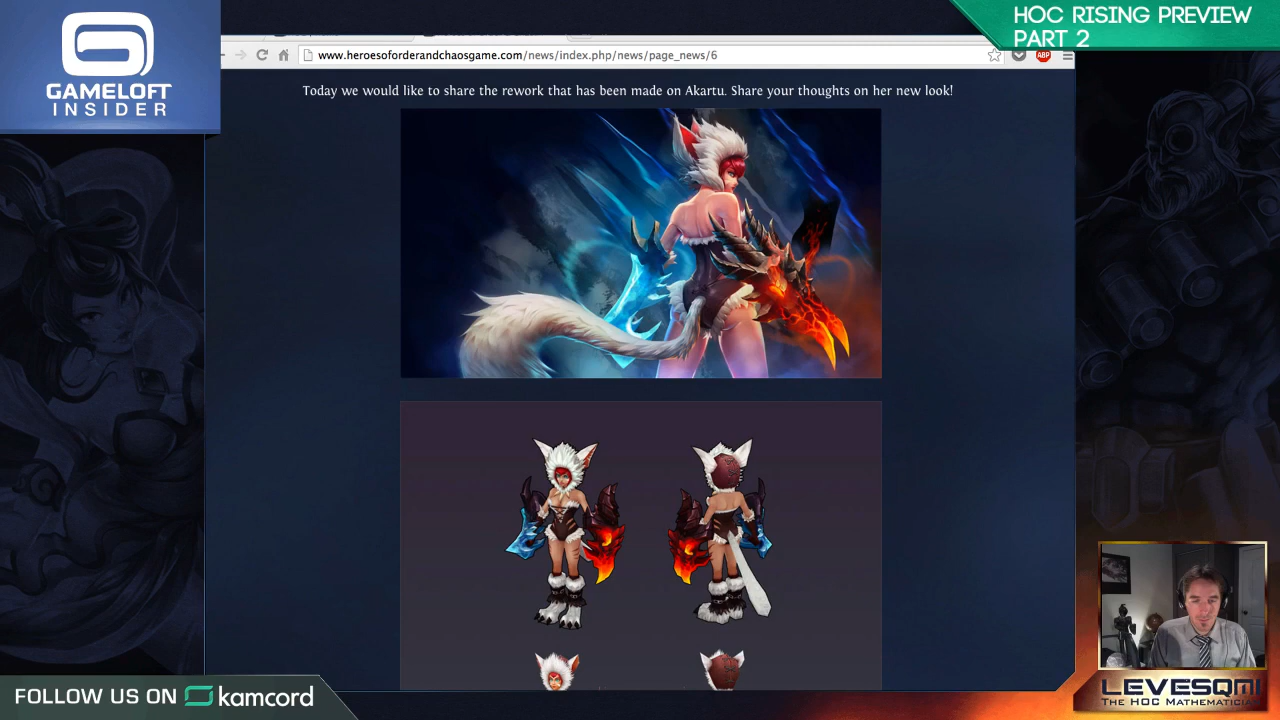 GAMELOFT
INSIDER
HOC RISING PREVIEW
PART 2
www.heroesoforderandchaosgame.com/news/index.php/news/page_news/6
ABP
Today we would like to share the rework that has been made on Akartu. Share your thoughts on her new look!
FOLLOW US ON kamcord
LEVESQMI
THE HOC MATHEMATICIAN